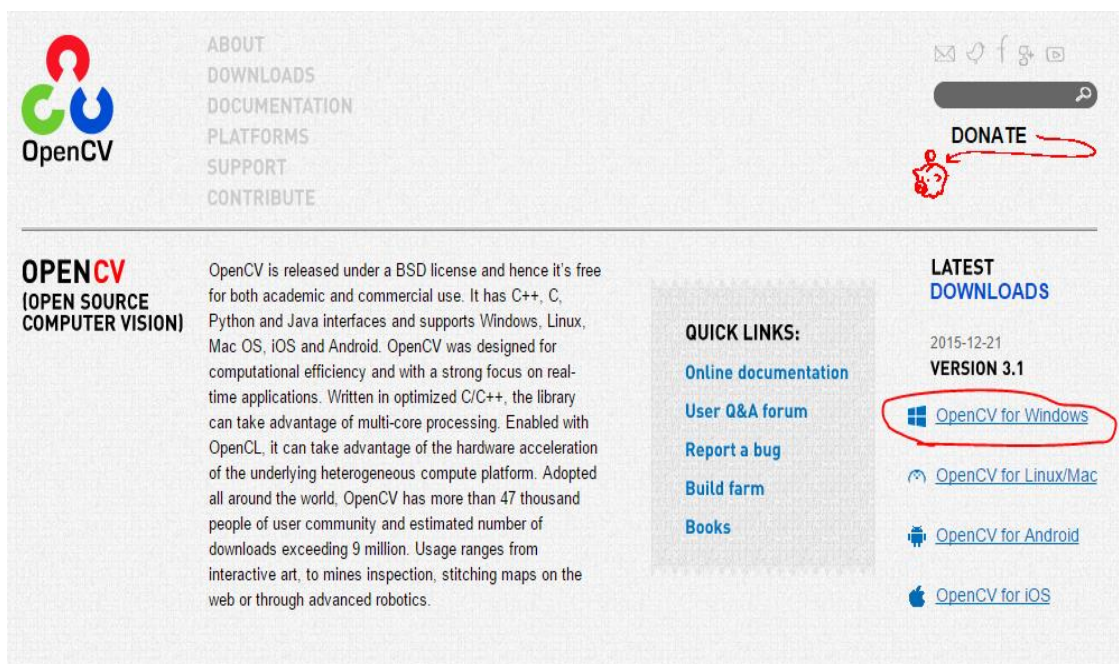 OpenCV
ABOUT
DOWNLOADS
DOCUMENTATION
PLATFORMS
SUPPORT
CONTRIBUTE
DONATE
OPENCV
(OPEN SOURCE
COMPUTER VISION)
OpenCV is released under a BSD license and hence it's free
for both academic and commercial use. It has C++, C,
Python and Java interfaces and supports Windows, Linux,
Mac OS, iOS and Android. OpenCV was designed for
computational efficiency and with a strong focus on real-
time applications. Written in optimized C/C++, the library
can take advantage of multi-core processing. Enabled with
OpenCL, it can take advantage of the hardware acceleration
of the underlying heterogeneous compute platform. Adopted
all around the world, OpenCV has more than 47 thousand
people of user community and estimated number of
downloads exceeding 9 million. Usage ranges from
interactive art, to mines inspection, stitching maps on the
web or through advanced robotics.
QUICK LINKS:
Online documentation
User Q&A forum
Report a bug
Build farm
Books
LATEST
DOWNLOADS
2015-12-21
VERSION 3.1
OpenCV for Windows
OpenCV for Linux/Mac
OpenCV for Android
OpenCV for iOS